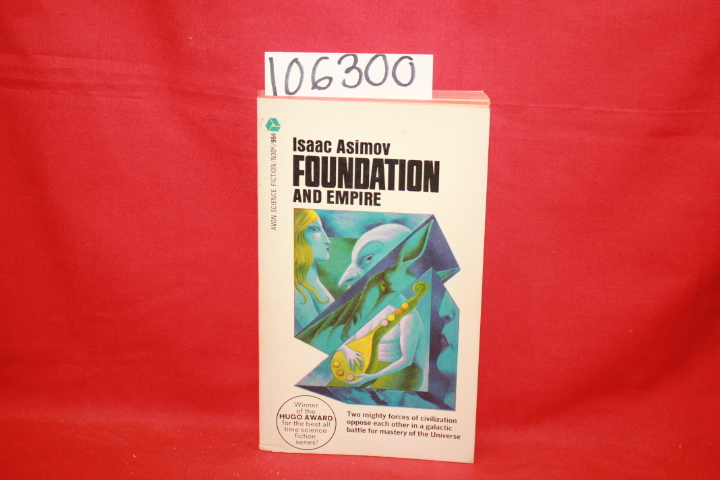 106300
AVON SCIENCE FICTION/N305/95¢
Isaac Asimov
FOUNDATION
AND EMPIRE
Winner
of the
HUGO AWARD
for the best all
time science
fiction
series!
Two mighty forces of civilization
oppose each other in a galactic
battle for mastery of the Universe